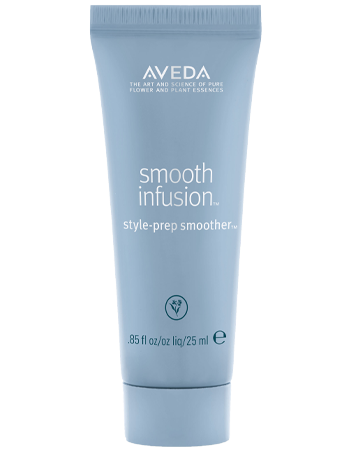 AVEDA
THE ART AND SCIENCE OF PURE
FLOWER AND PLANT ESSENCES
smooth
infusion™
style-prep smoother™
.85 fl oz/oz liq/25 ml ℮